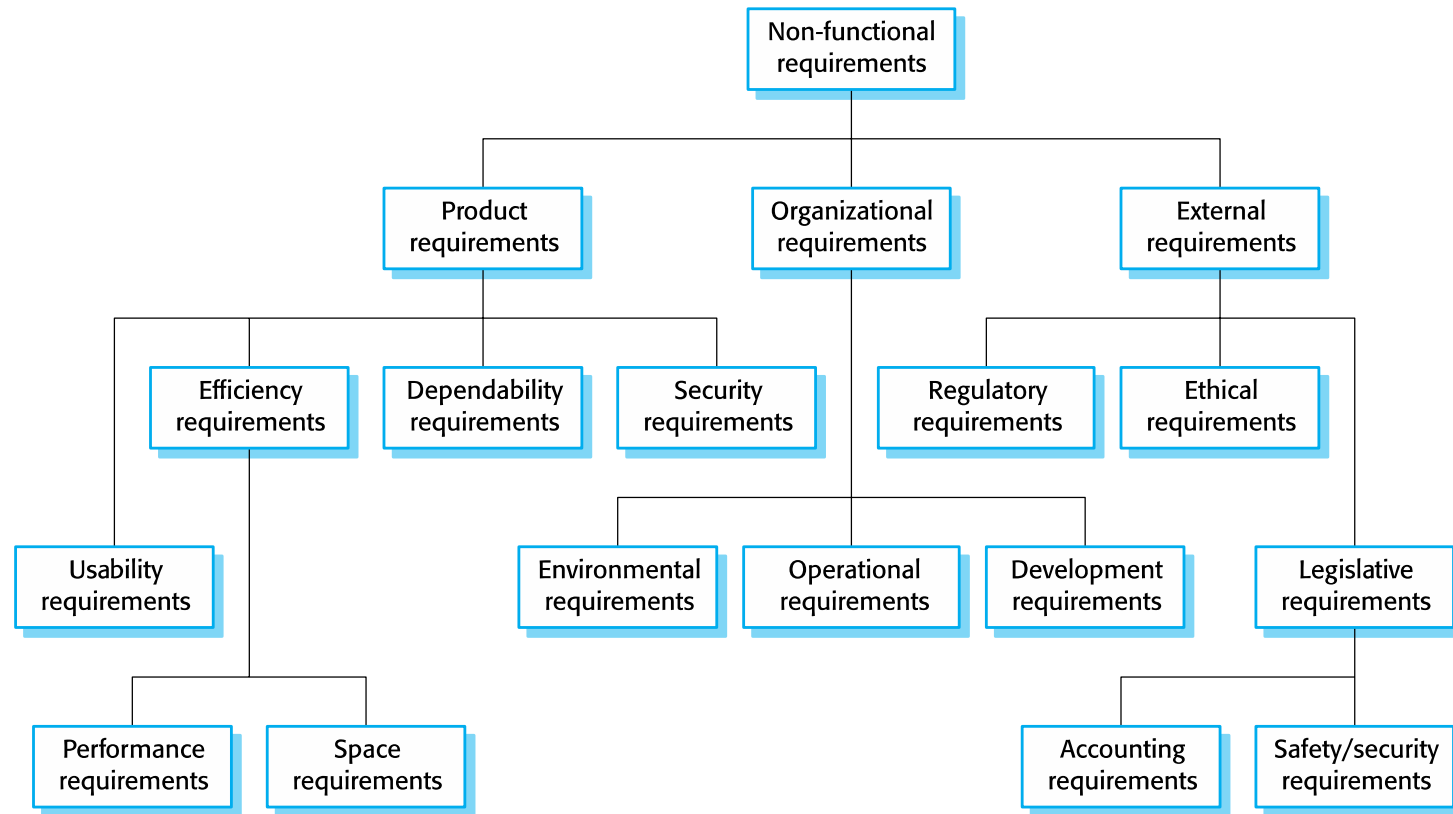 Non-functional
requirements
Product
requirements
Organizational
requirements
External
requirements
Efficiency
requirements
Dependability
requirements
Security
requirements
Regulatory
requirements
Ethical
requirements
Usability
requirements
Environmental
requirements
Operational
requirements
Development
requirements
Legislative
requirements
Performance
requirements
Space
requirements
Accounting
requirements
Safety/security
requirements